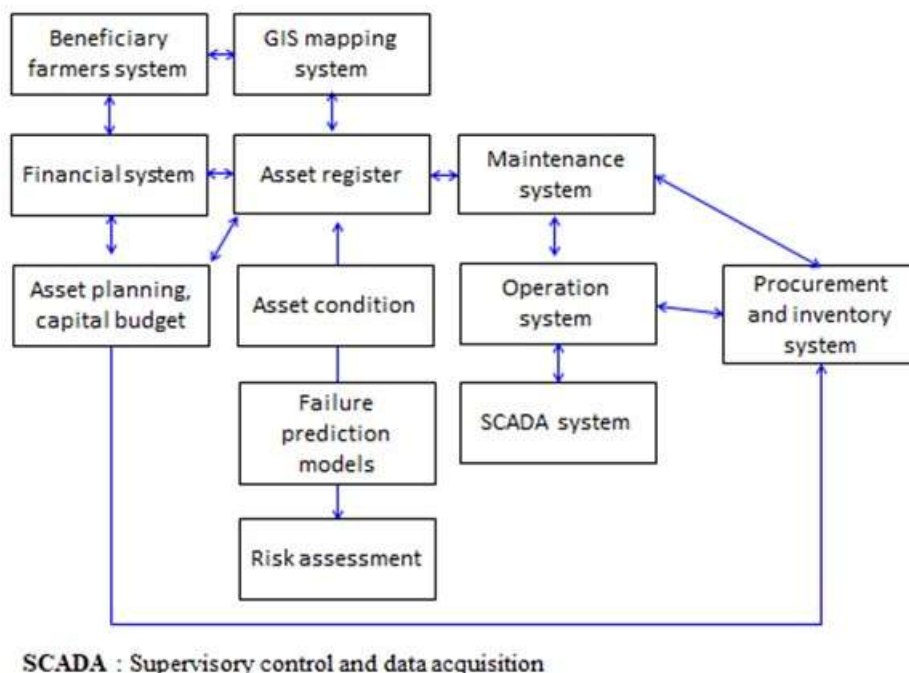 Beneficiary
farmers system
GIS mapping
system
Financial system
Asset register
Maintenance
system
Asset planning,
capital budget
Asset condition
Operation
system
Procurement
and inventory
system
Failure
prediction
models
SCADA system
Risk assessment
SCADA : Supervisory control and data acquisition